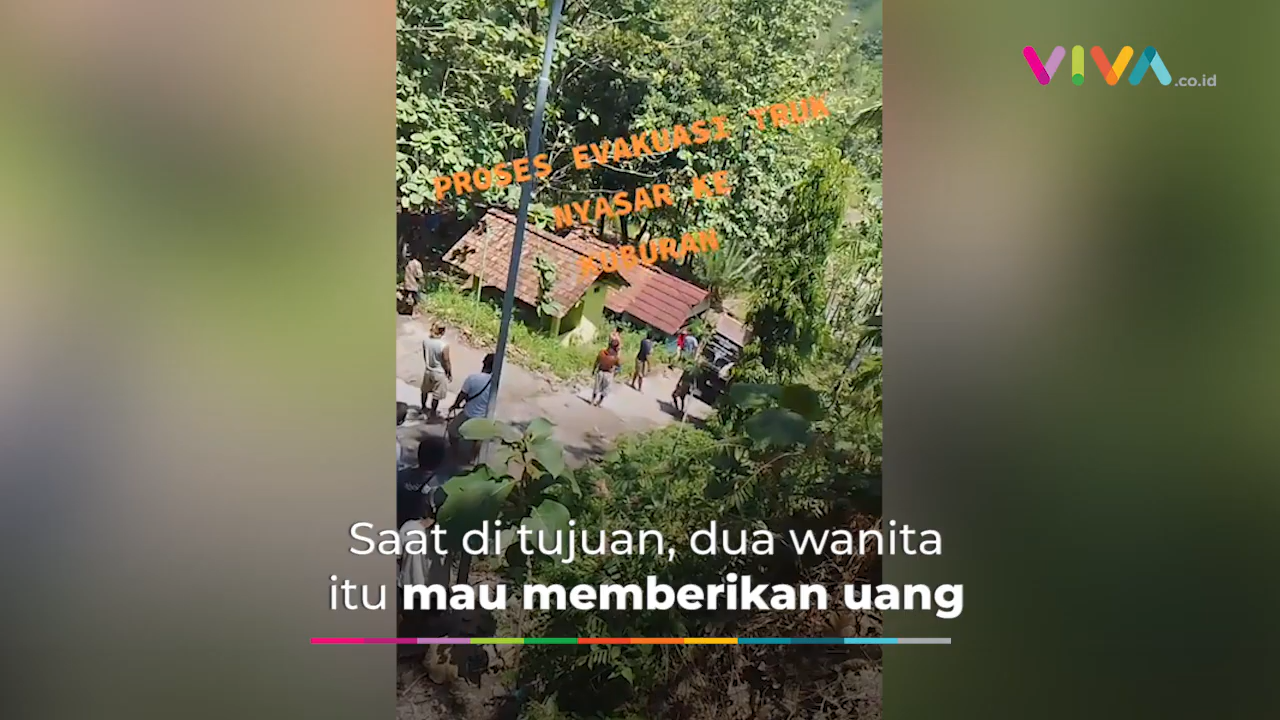 VIVA.co.id
PROSES EVAKUASI TRUK
NYASAR KE
KUBURAN
Saat di tujuan, dua wanita
itu mau memberikan uang